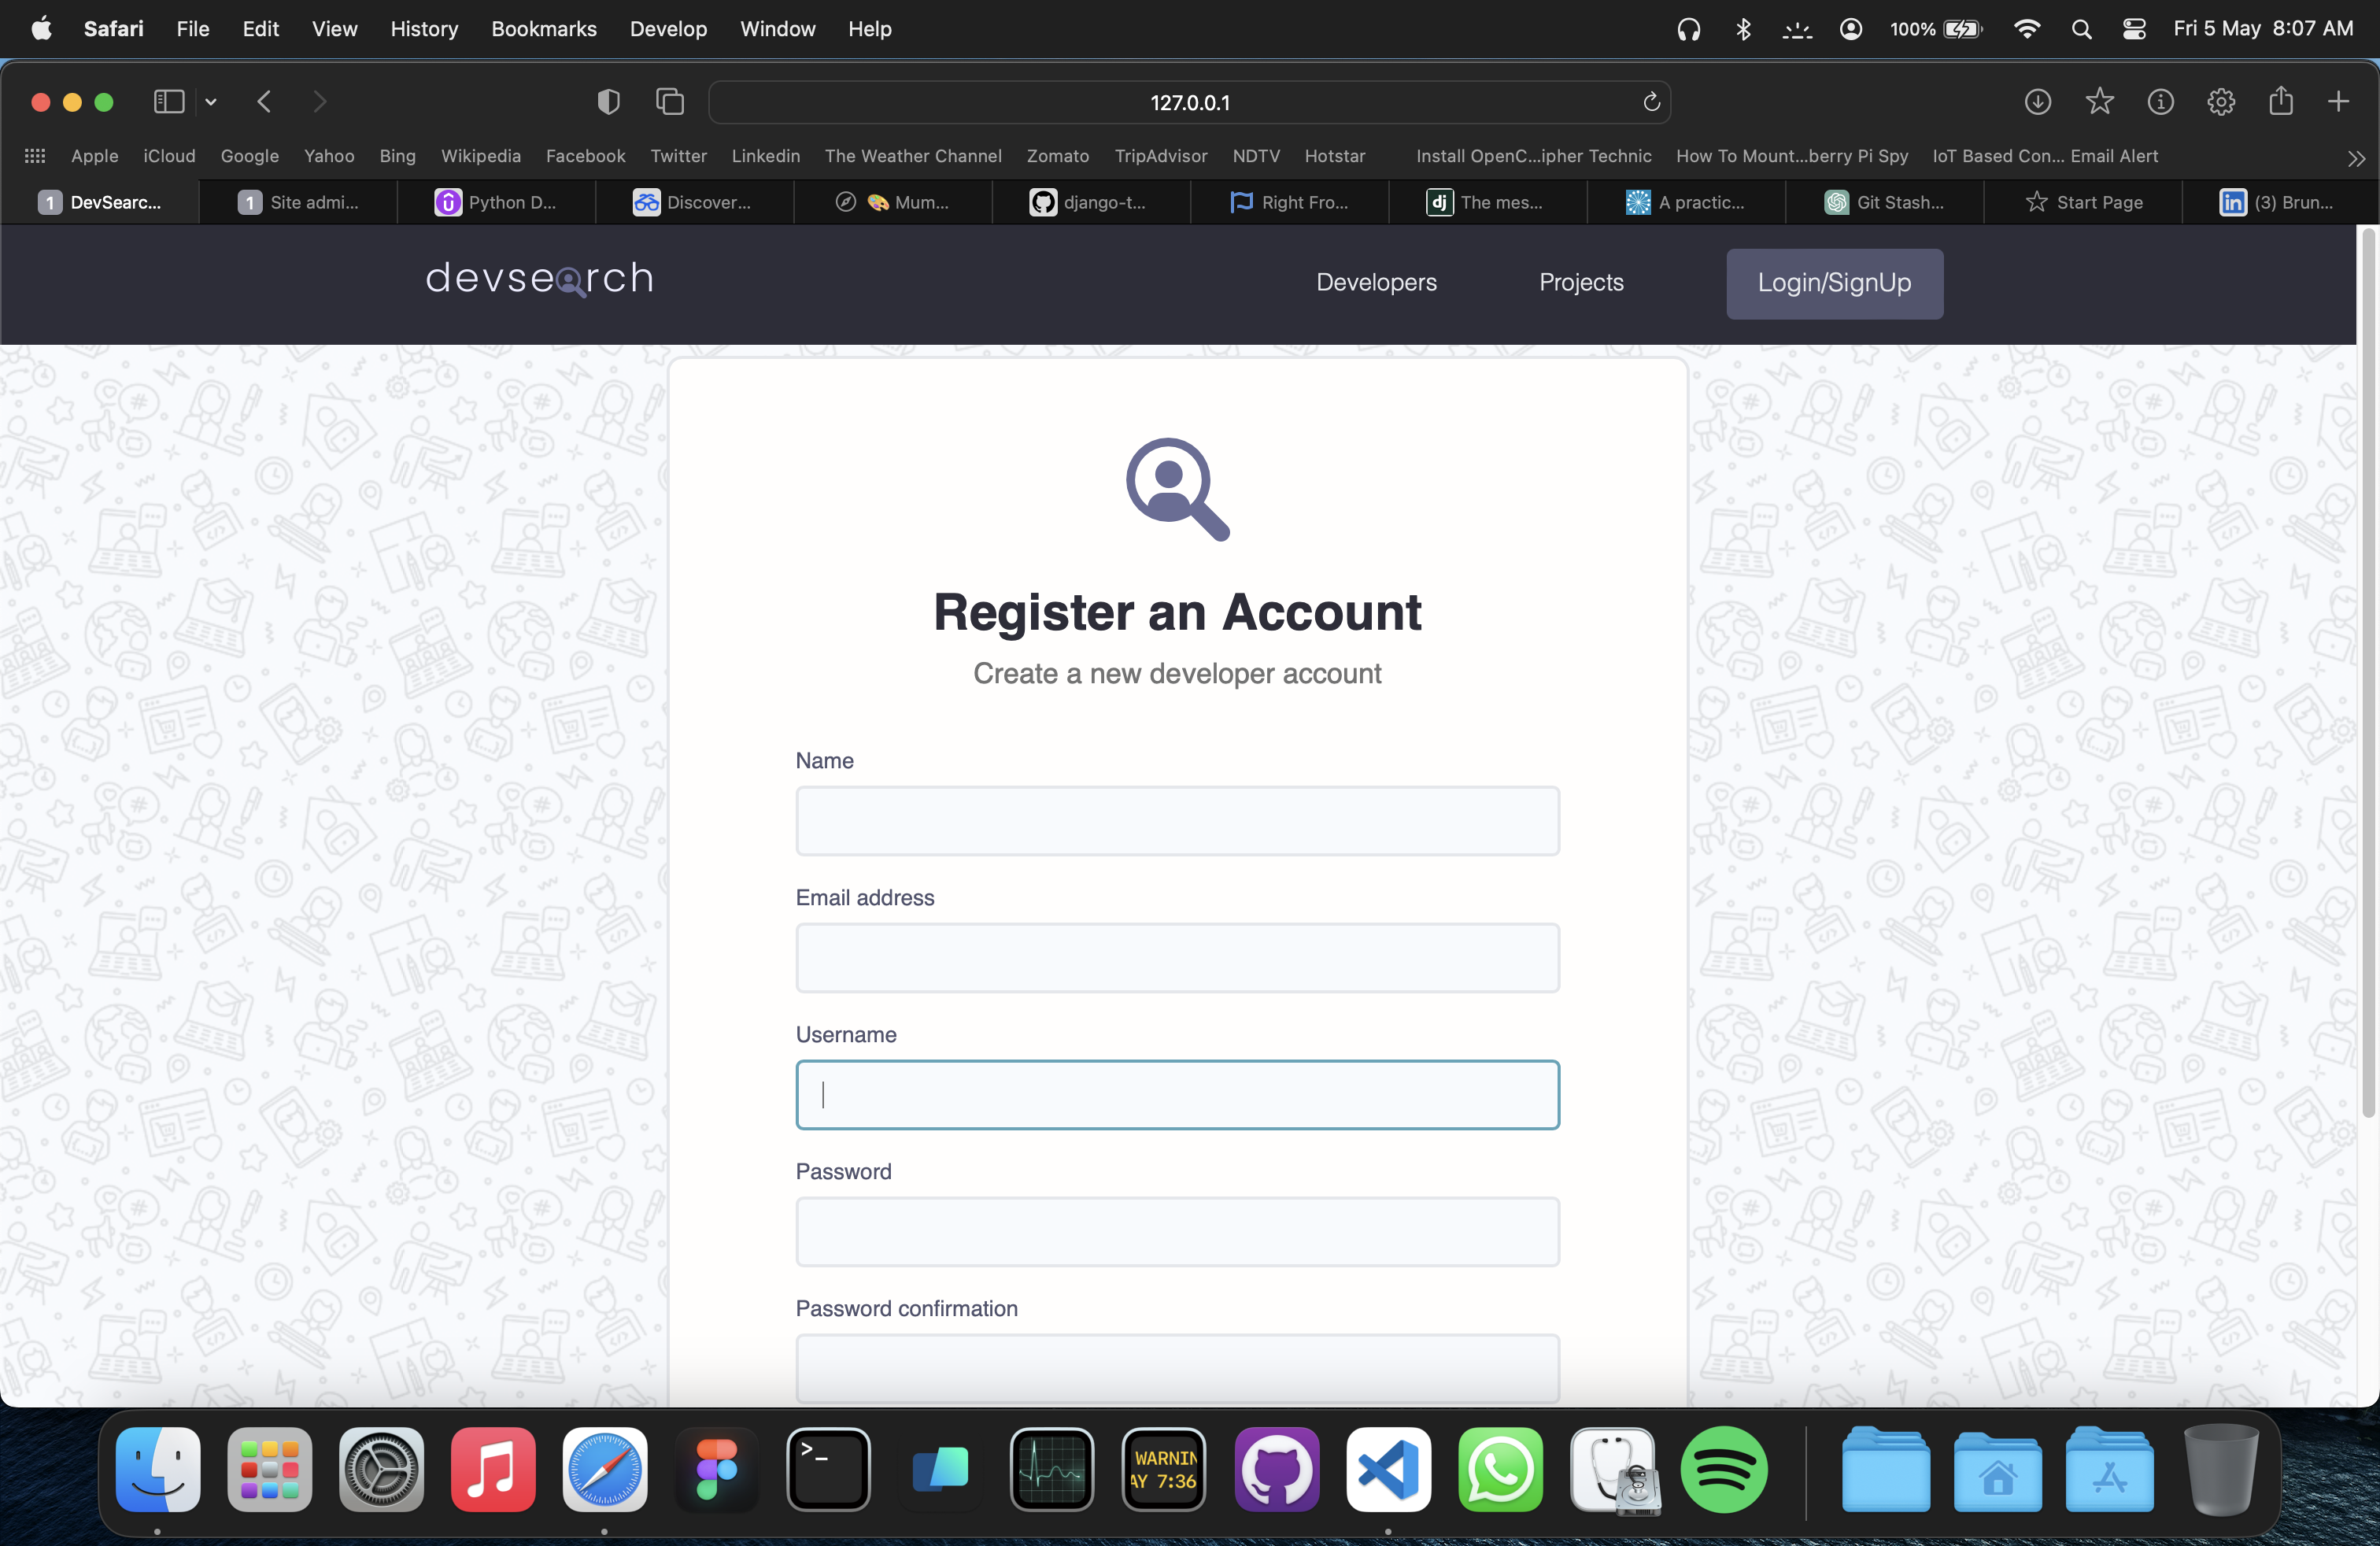 Safari File Edit View History Bookmarks Develop Window Help 100% Fri 5 May 8:07 AM
127.0.0.1
Apple iCloud Google Yahoo Bing Wikipedia Facebook Twitter Linkedin The Weather Channel Zomato TripAdvisor NDTV Hotstar Install OpenC...ipher Technic How To Mount...berry Pi Spy IoT Based Con... Email Alert
1 DevSearc... 1 Site admi... Python D... Discover... Mum... django-t... Right Fro... dj The mes... A practic... Git Stash... Start Page in (3) Brun...
devsearch Developers Projects Login/SignUp
Register an Account
Create a new developer account
Name
Email address
Username
Password
Password confirmation
WARNIN
AY 7:36